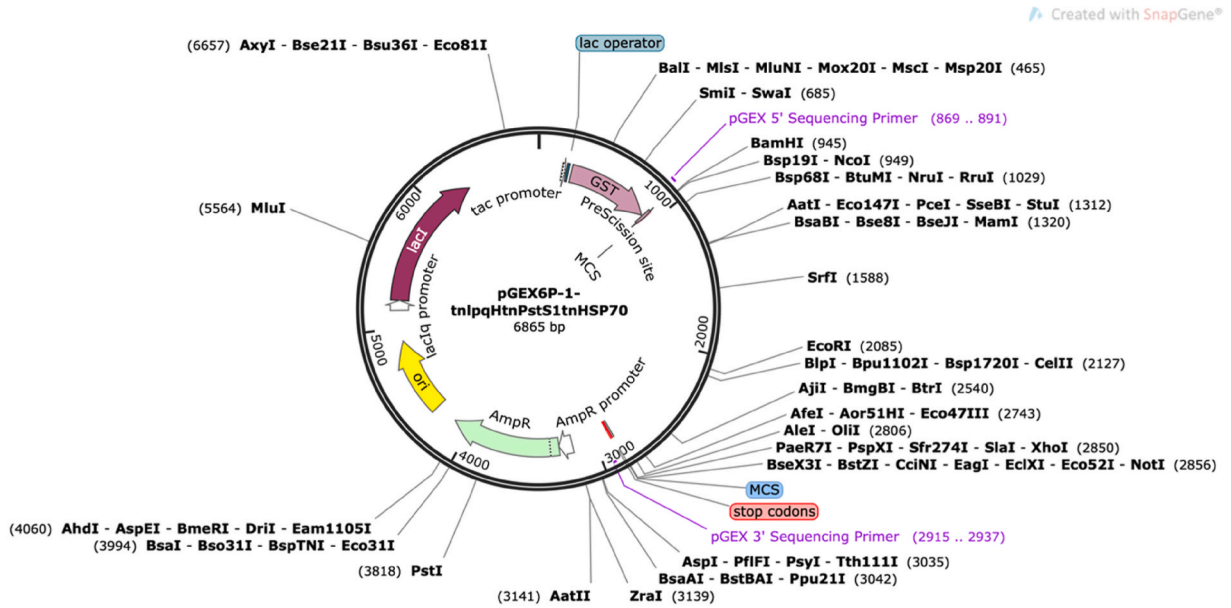 Created with SnapGene®
(6657) AxyI - Bse21I - Bsu36I - Eco81I
lac operator
BalI - MlsI - MluNI - Mox20I - MscI - Msp20I (465)
SmiI - SwaI (685)
pGEX 5' Sequencing Primer (869 .. 891)
BamHI (945)
Bsp19I - NcoI (949)
Bsp68I - BtuMI - NruI - RruI (1029)
AatI - Eco147I - PceI - SseBI - StuI (1312)
BsaBI - Bse8I - BseJI - MamI (1320)
SrfI (1588)
EcoRI (2085)
BlpI - Bpu1102I - Bsp1720I - CelII (2127)
AjiI - BmgBI - BtrI (2540)
AfeI - Aor51HI - Eco47III (2743)
AleI - OliI (2806)
PaeR7I - PspXI - Sfr274I - SlaI - XhoI (2850)
BseX3I - BstZI - CciNI - EagI - EclXI - Eco52I - NotI (2856)
MCS
stop codons
pGEX 3' Sequencing Primer (2915 .. 2937)
AspI - PflFI - PsyI - Tth111I (3035)
BsaAI - BstBAI - Ppu21I (3042)
ZraI (3139)
(3141) AatII
(3818) PstI
(3994) BsaI - Bso31I - BspTNI - Eco31I
(4060) AhdI - AspEI - BmeRI - DriI - Eam1105I
(5564) MluI
tac promoter
GST
PreScission site
MCS
1000
2000
3000
4000
5000
6000
lacI
lacIq promoter
ori
AmpR
AmpR promoter
pGEX6P-1-
tnlpqHtnPstS1tnHSP70
6865 bp